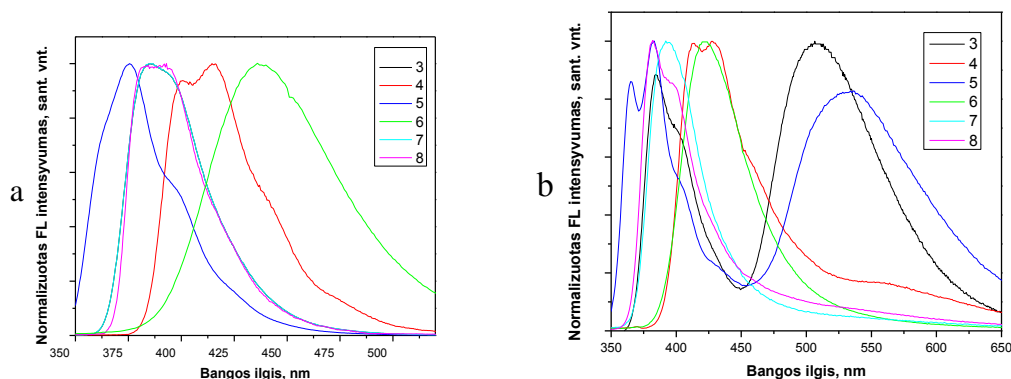 a
Normalizuotas FL intensyvumas, sant. vnt.
3
4
5
6
7
8
350 375 400 425 450 475 500
Bangos ilgis, nm
b
Normalizuotas FL intensyvumas, sant. vnt.
3
4
5
6
7
8
350 400 450 500 550 600 650
Bangos ilgis, nm